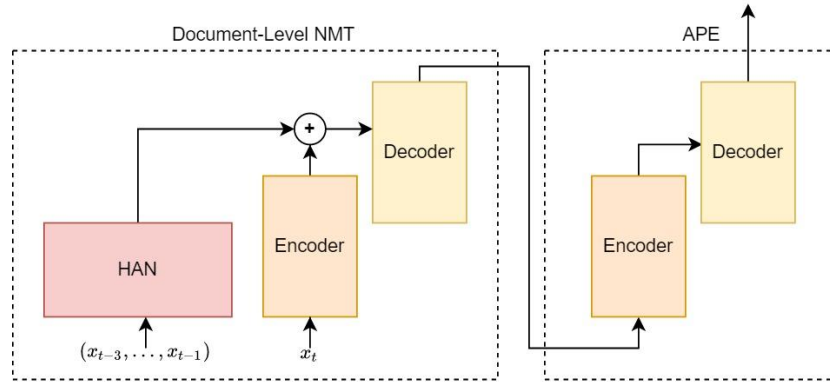 Document-Level NMT
APE
Decoder
Decoder
+
Encoder
Encoder
HAN
(x_{t-3}, . . . , x_{t-1})
x_t